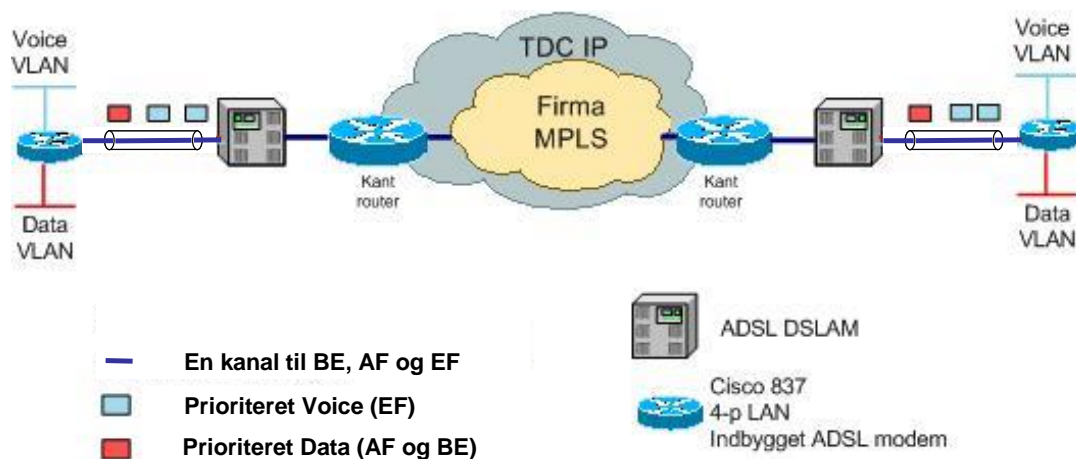 Voice
VLAN
TDC IP
Voice
VLAN
Firma
MPLS
Kant
router
Kant
router
Data
VLAN
Data
VLAN
ADSL DSLAM
En kanal til BE, AF og EF
Prioriteret Voice (EF)
Prioriteret Data (AF og BE)
Cisco 837
4-p LAN
Indbygget ADSL modem